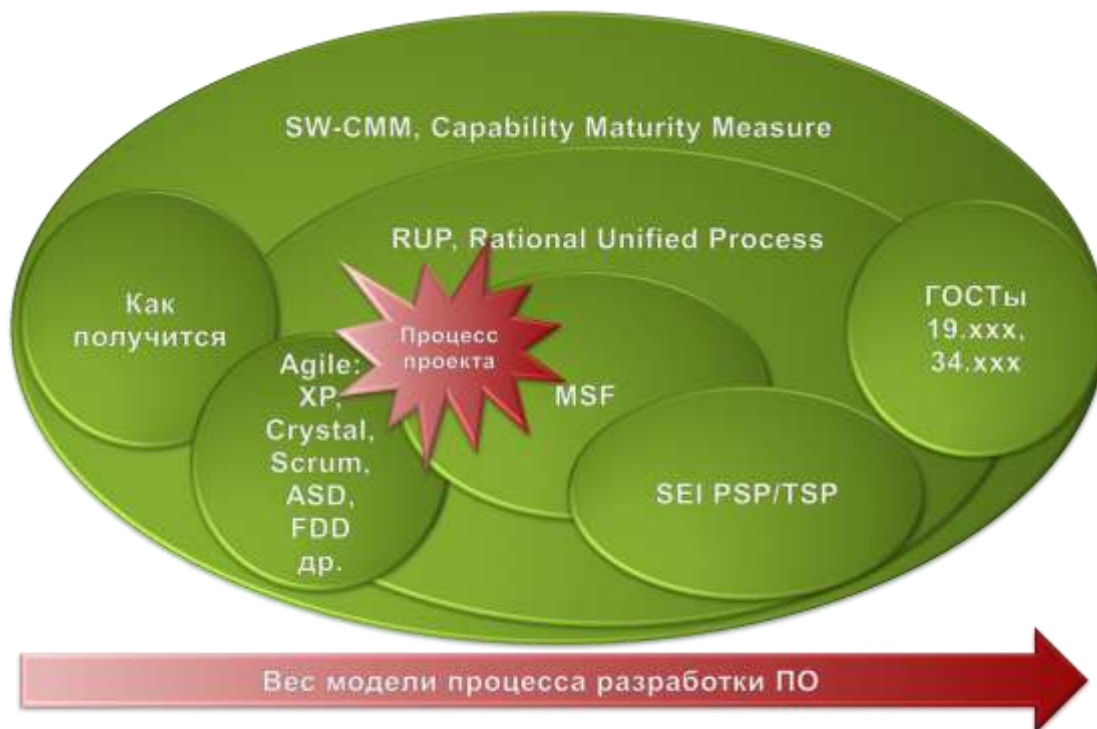 SW-CMM, Capability Maturity Measure
RUP, Rational Unified Process
Как
получится
ГОСТы
19.xxx,
34.xxx
Процесс
проекта
Agile:
XP,
Crystal,
Scrum,
ASD,
FDD
др.
MSF
SEI PSP/TSP
Вес модели процесса разработки ПО